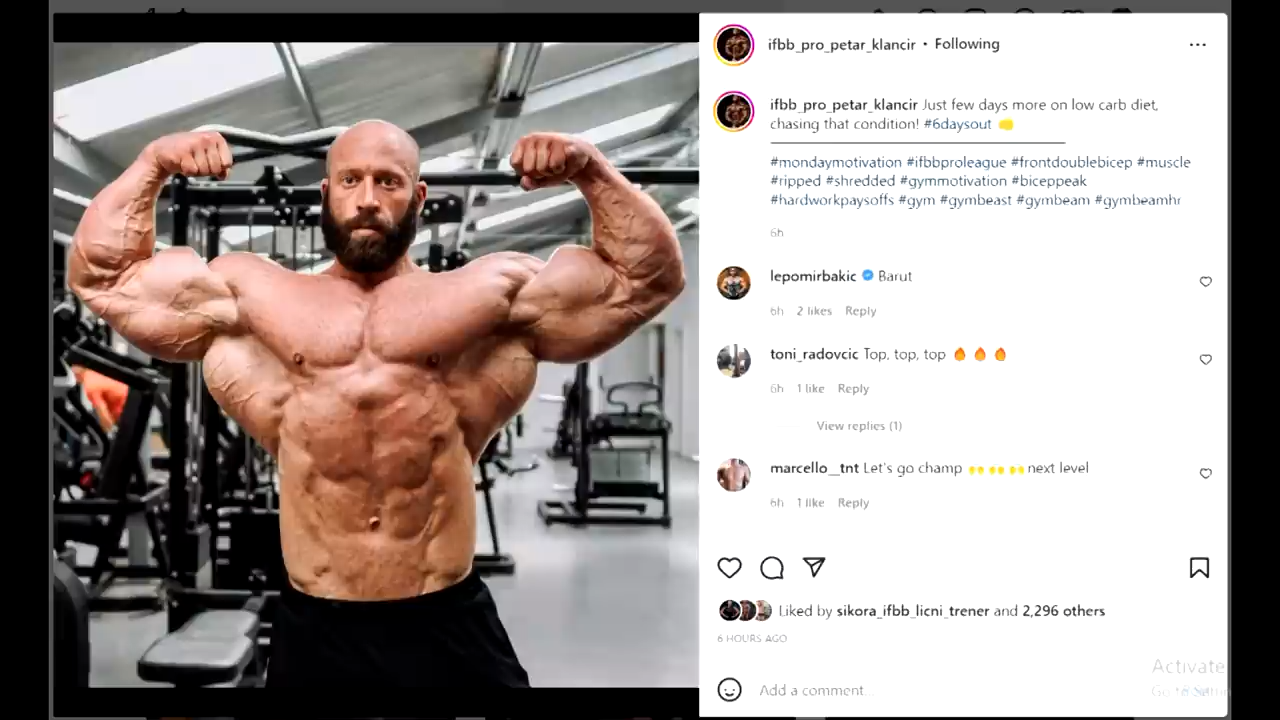 ifbb_pro_petar_klancir • Following
ifbb_pro_petar_klancir Just few days more on low carb diet,
chasing that condition! #6daysout
#mondaymotivation #ifbbproleague #frontdoublebicep #muscle
#ripped #shredded #gymmotivation #biceppeak
#hardworkpaysoffs #gym #gymbeast #gymbeam #gymbeamhr
6h
lepomirbakic Barut
6h 2 likes Reply
toni_radovcic Top, top, top 🔥🔥🔥
6h 1 like Reply
View replies (1)
marcello__tnt Let's go champ 🙌🙌🙌 next level
6h 1 like Reply
Liked by sikora_ifbb_licni_trener and 2,296 others
6 HOURS AGO
Add a comment...
Activate
Go to